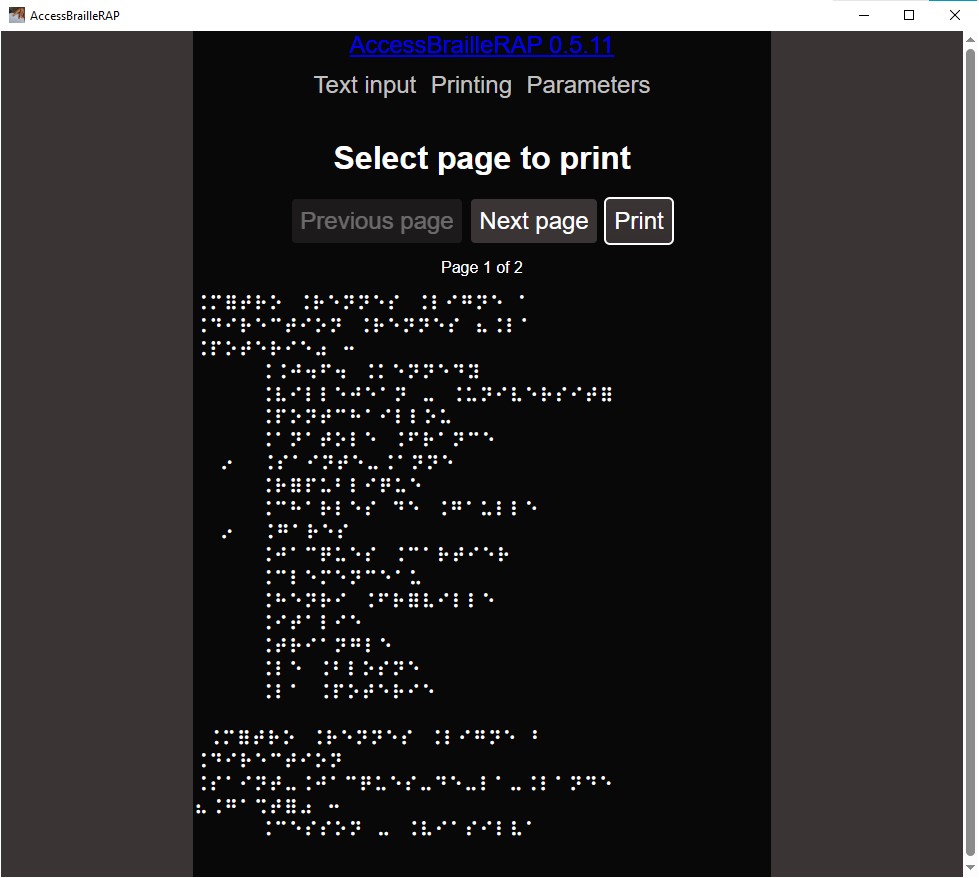 AccessBrailleRAP
AccessBrailleRAP 0.5.11
Text input Printing Parameters
Select page to print
Previous page Next page Print
Page 1 of 2
⠨⠍⠿⠞⠗⠕ ⠨⠗⠑⠝⠝⠑⠎ ⠨⠇⠊⠛⠝⠑ ⠁
⠨⠙⠊⠗⠑⠉⠞⠊⠕⠝ ⠨⠗⠑⠝⠝⠑⠎ ⠦⠨⠇⠁
⠨⠏⠕⠞⠑⠗⠊⠑⠴ ⠒
⠨⠨⠚⠲⠋⠲ ⠨⠅⠑⠝⠝⠑⠙⠽
⠨⠧⠊⠇⠇⠑⠚⠑⠁⠝ ⠤ ⠨⠥⠝⠊⠧⠑⠗⠎⠊⠞⠿
⠨⠏⠕⠝⠞⠉⠓⠁⠊⠇⠇⠕⠥
⠨⠁⠝⠁⠞⠕⠇⠑ ⠨⠋⠗⠁⠝⠉⠑
⠔ ⠨⠎⠁⠊⠝⠞⠑⠤⠨⠁⠝⠝⠑
⠨⠗⠿⠏⠥⠃⠇⠊⠟⠥⠑
⠨⠉⠓⠁⠗⠇⠑⠎ ⠙⠑ ⠨⠛⠁⠥⠇⠇⠑
⠔ ⠨⠛⠁⠗⠑⠎
⠨⠚⠁⠉⠟⠥⠑⠎ ⠨⠉⠁⠗⠞⠊⠑⠗
⠨⠉⠇⠑⠍⠑⠝⠉⠑⠁⠥
⠨⠓⠑⠝⠗⠊ ⠨⠋⠗⠿⠧⠊⠇⠇⠑
⠨⠊⠞⠁⠇⠊⠑
⠨⠞⠗⠊⠁⠝⠛⠇⠑
⠨⠇⠑ ⠨⠃⠇⠕⠎⠝⠑
⠨⠇⠁ ⠨⠏⠕⠞⠑⠗⠊⠑
⠨⠍⠿⠞⠗⠕ ⠨⠗⠑⠝⠝⠑⠎ ⠨⠇⠊⠛⠝⠑ ⠃
⠨⠙⠊⠗⠑⠉⠞⠊⠕⠝
⠨⠎⠁⠊⠝⠞⠤⠨⠚⠁⠉⠟⠥⠑⠎⠤⠙⠑⠤⠇⠁⠤⠨⠇⠁⠝⠙⠑
⠦⠨⠛⠁⠩⠞⠿⠴ ⠒
⠨⠉⠑⠎⠎⠕⠝ ⠤ ⠨⠧⠊⠁⠎⠊⠇⠧⠁